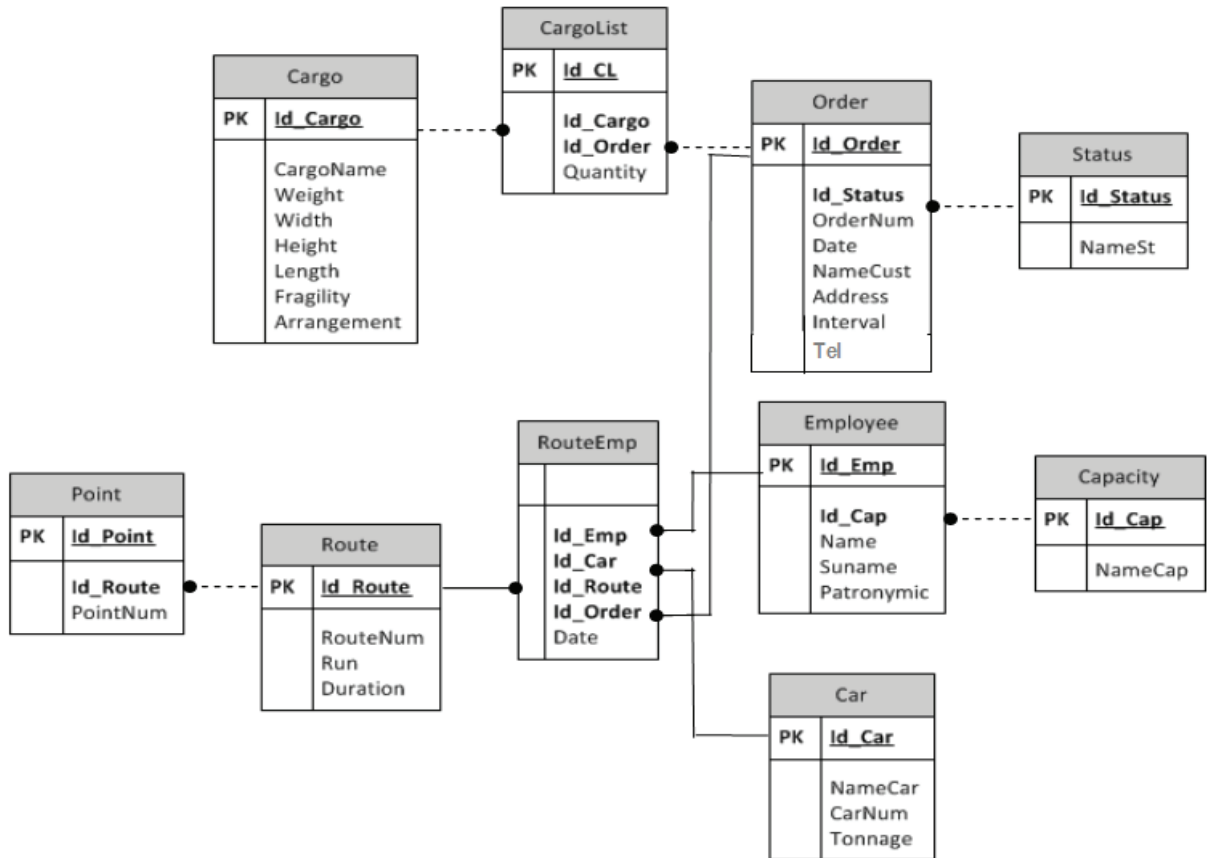 CargoList
PK Id_CL
Id_Cargo
Id_Order
Quantity
Cargo
PK Id_Cargo
CargoName
Weight
Width
Height
Length
Fragility
Arrangement
Order
PK Id_Order
Id_Status
OrderNum
Date
NameCust
Address
Interval
Tel
Status
PK Id_Status
NameSt
Employee
PK Id_Emp
Id_Cap
Name
Suname
Patronymic
Capacity
PK Id_Cap
NameCap
RouteEmp
Id_Emp
Id_Car
Id_Route
Id_Order
Date
Point
PK Id_Point
Id_Route
PointNum
Route
PK Id_Route
RouteNum
Run
Duration
Car
PK Id_Car
NameCar
CarNum
Tonnage